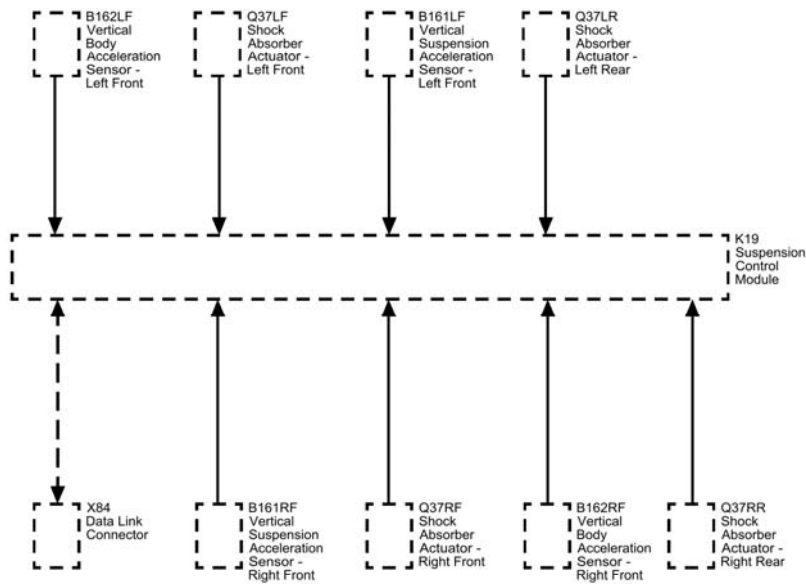 B162LF
Vertical
Body
Acceleration
Sensor -
Left Front
Q37LF
Shock
Absorber
Actuator -
Left Front
B161LF
Vertical
Suspension
Acceleration
Sensor -
Left Front
Q37LR
Shock
Absorber
Actuator -
Left Rear
K19
Suspension
Control
Module
X84
Data Link
Connector
B161RF
Vertical
Suspension
Acceleration
Sensor -
Right Front
Q37RF
Shock
Absorber
Actuator -
Right Front
B162RF
Vertical
Body
Acceleration
Sensor -
Right Front
Q37RR
Shock
Absorber
Actuator -
Right Rear